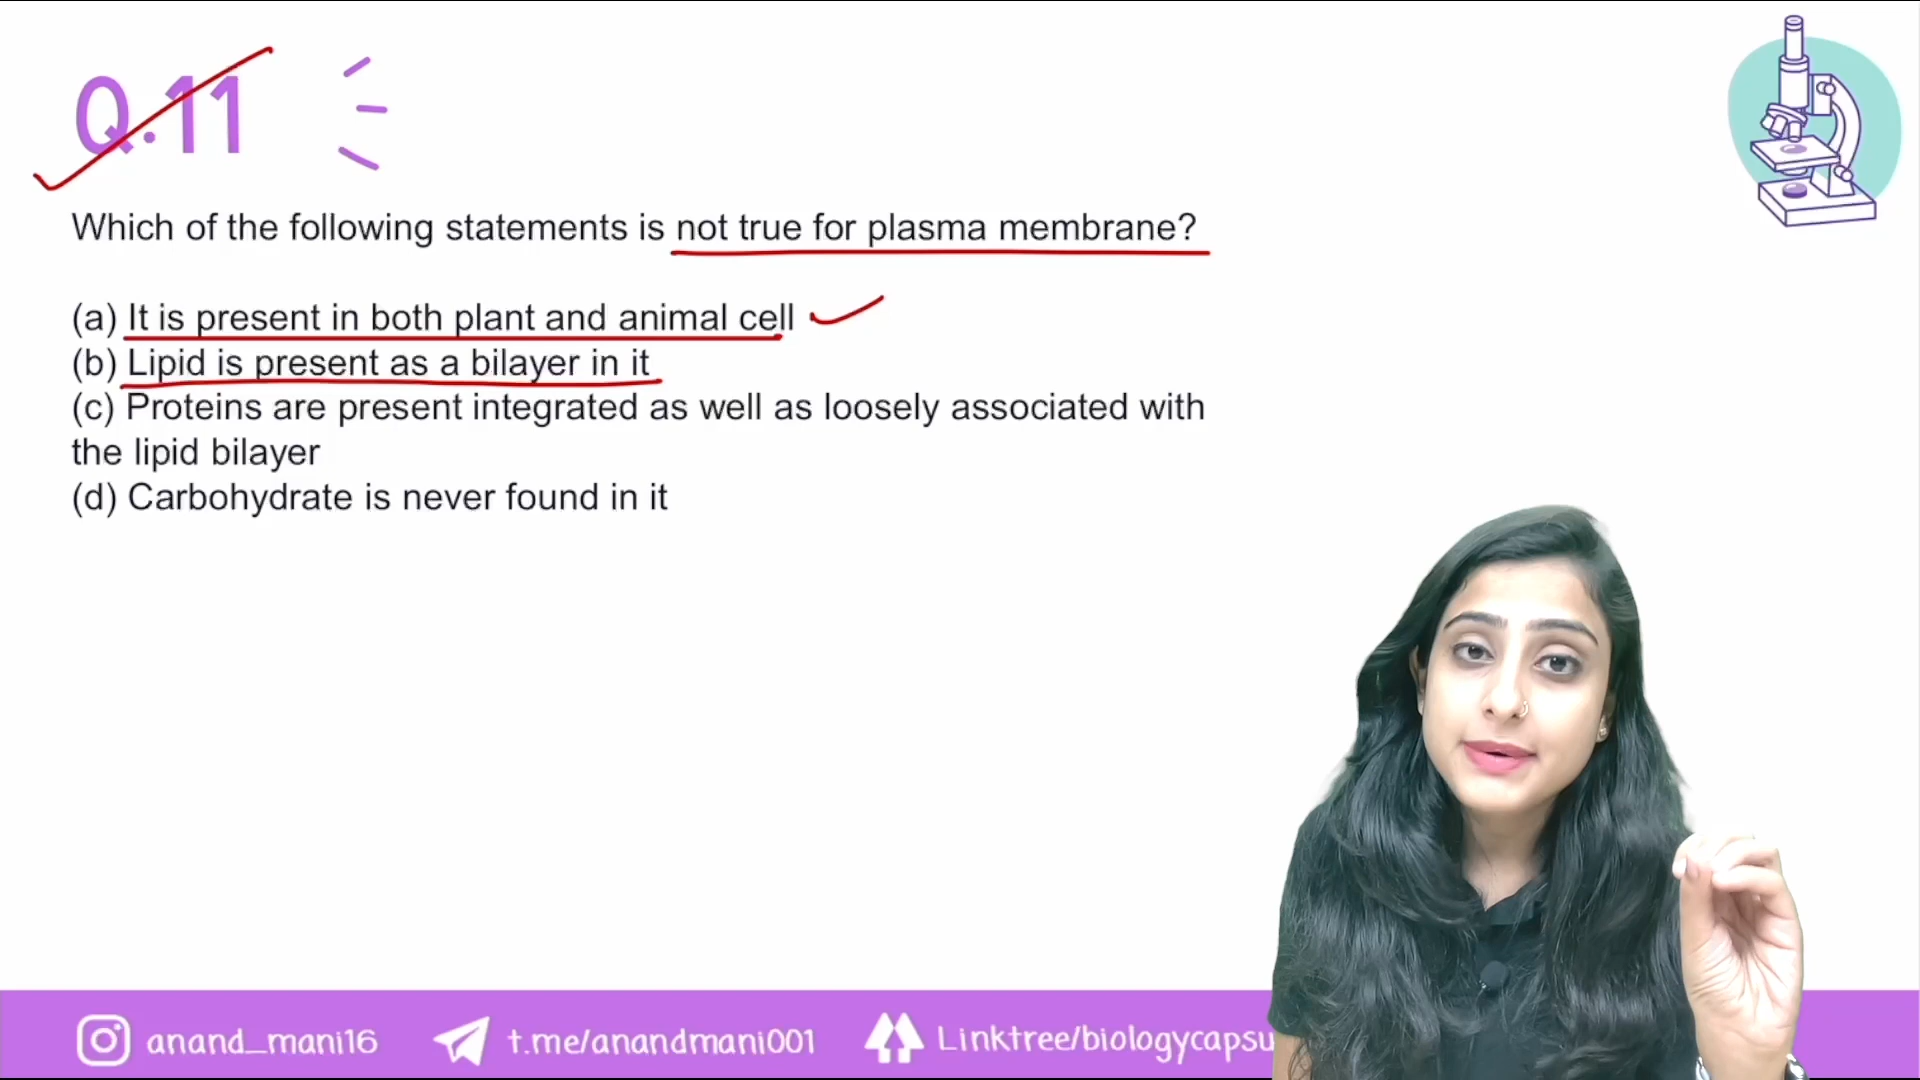 Q.11
Which of the following statements is not true for plasma membrane?
(a) It is present in both plant and animal cell
(b) Lipid is present as a bilayer in it
(c) Proteins are present integrated as well as loosely associated with
the lipid bilayer
(d) Carbohydrate is never found in it
anand_mani16 t.me/anandmani001 Linktree/biologycapsu